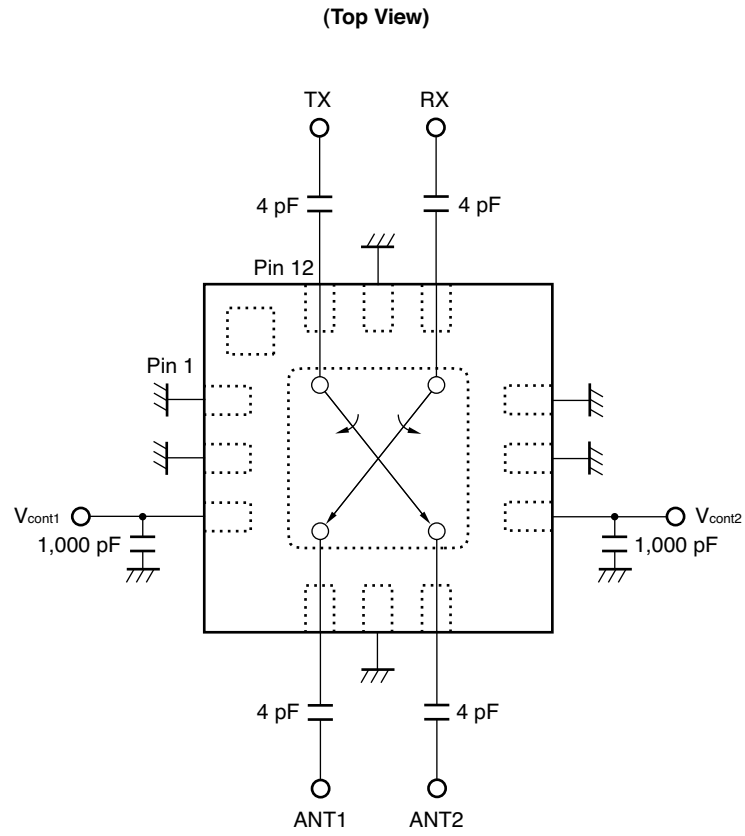 (Top View)
TX
RX
4 pF
4 pF
Pin 12
Pin 1
Vcont1
Vcont2
1,000 pF
1,000 pF
4 pF
4 pF
ANT1
ANT2